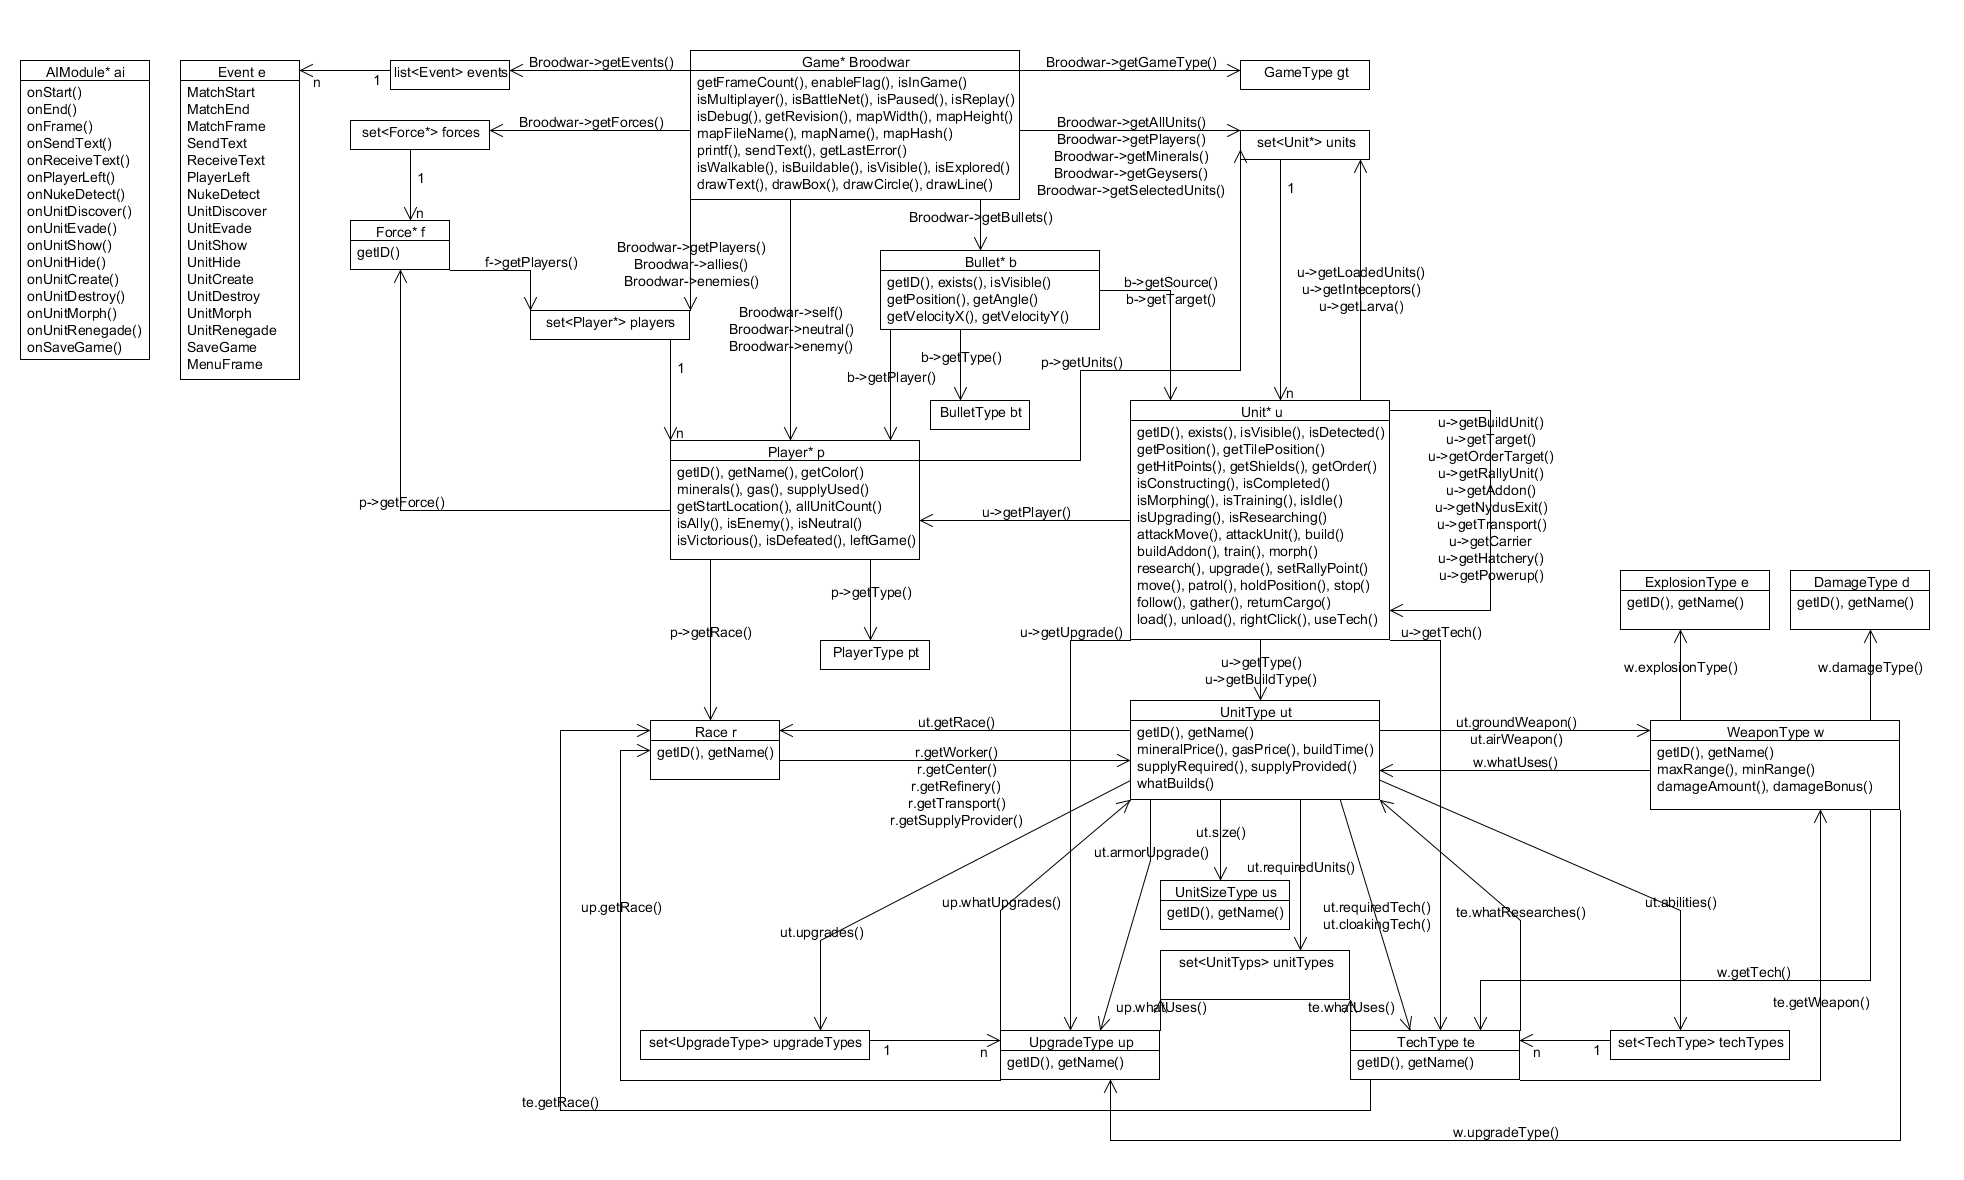 AIModule* ai
onStart()
onEnd()
onFrame()
onSendText()
onReceiveText()
onPlayerLeft()
onNukeDetect()
onUnitDiscover()
onUnitEvade()
onUnitShow()
onUnitHide()
onUnitCreate()
onUnitDestroy()
onUnitMorph()
onUnitRenegade()
onSaveGame()
Event e
MatchStart
MatchEnd
MatchFrame
SendText
ReceiveText
PlayerLeft
NukeDetect
UnitDiscover
UnitEvade
UnitShow
UnitHide
UnitCreate
UnitDestroy
UnitMorph
UnitRenegade
SaveGame
MenuFrame
n
1
list<Event> events
Broodwar->getEvents()
Game* Broodwar
getFrameCount(), enableFlag(), isInGame()
isMultiplayer(), isBattleNet(), isPaused(), isReplay()
isDebug(), getRevision(), mapWidth(), mapHeight()
mapFileName(), mapName(), mapHash()
printf(), sendText(), getLastError()
isWalkable(), isBuildable(), isVisible(), isExplored()
drawText(), drawBox(), drawCircle(), drawLine()
Broodwar->getGameType()
GameType gt
set<Force*> forces
Broodwar->getForces()
1
n
Force* f
getID()
f->getPlayers()
Broodwar->getAllUnits()
Broodwar->getPlayers()
Broodwar->getMinerals()
Broodwar->getGeysers()
Broodwar->getSelectedUnits()
set<Unit*> units
1
n
Broodwar->getPlayers()
Broodwar->allies()
Broodwar->enemies()
set<Player*> players
1
n
Broodwar->self()
Broodwar->neutral()
Broodwar->enemy()
Broodwar->getBullets()
Bullet* b
getID(), exists(), isVisible()
getPosition(), getAngle()
getVelocityX(), getVelocityY()
b->getSource()
b->getTarget()
b->getType()
b->getPlayer()
BulletType bt
p->getUnits()
u->getLoadedUnits()
u->getInteceptors()
u->getLarva()
Player* p
getID(), getName(), getColor()
minerals(), gas(), supplyUsed()
getStartLocation(), allUnitCount()
isAlly(), isEnemy(), isNeutral()
isVictorious(), isDefeated(), leftGame()
p->getForce()
u->getPlayer()
Unit* u
getID(), exists(), isVisible(), isDetected()
getPosition(), getTilePosition()
getHitPoints(), getShields(), getOrder()
isConstructing(), isCompleted()
isMorphing(), isTraining(), isIdle()
isUpgrading(), isResearching()
attackMove(), attackUnit(), build()
buildAddon(), train(), morph()
research(), upgrade(), setRallyPoint()
move(), patrol(), holdPosition(), stop()
follow(), gather(), returnCargo()
load(), unload(), rightClick(), useTech()
u->getBuildUnit()
u->getTarget()
u->getOrderTarget()
u->getRallyUnit()
u->getAddon()
u->getNydusExit()
u->getTransport()
u->getCarrier
u->getHatchery()
u->getPowerup()
p->getRace()
p->getType()
PlayerType pt
u->getUpgrade()
u->getTech()
u->getType()
u->getBuildType()
ExplosionType e
getID(), getName()
DamageType d
getID(), getName()
w.explosionType()
w.damageType()
Race r
getID(), getName()
ut.getRace()
r.getWorker()
r.getCenter()
r.getRefinery()
r.getTransport()
r.getSupplyProvider()
UnitType ut
getID(), getName()
mineralPrice(), gasPrice(), buildTime()
supplyRequired(), supplyProvided()
whatBuilds()
ut.groundWeapon()
ut.airWeapon()
w.whatUses()
WeaponType w
getID(), getName()
maxRange(), minRange()
damageAmount(), damageBonus()
ut.size()
ut.armorUpgrade()
ut.requiredUnits()
UnitSizeType us
getID(), getName()
up.getRace()
up.whatUpgrades()
ut.upgrades()
ut.requiredTech()
ut.cloakingTech()
te.whatResearches()
ut.abilities()
set<UnitTyps> unitTypes
w.getTech()
te.getWeapon()
up.whatUses()
te.whatUses()
set<UpgradeType> upgradeTypes
1
n
UpgradeType up
getID(), getName()
TechType te
getID(), getName()
n
1
set<TechType> techTypes
te.getRace()
w.upgradeType()